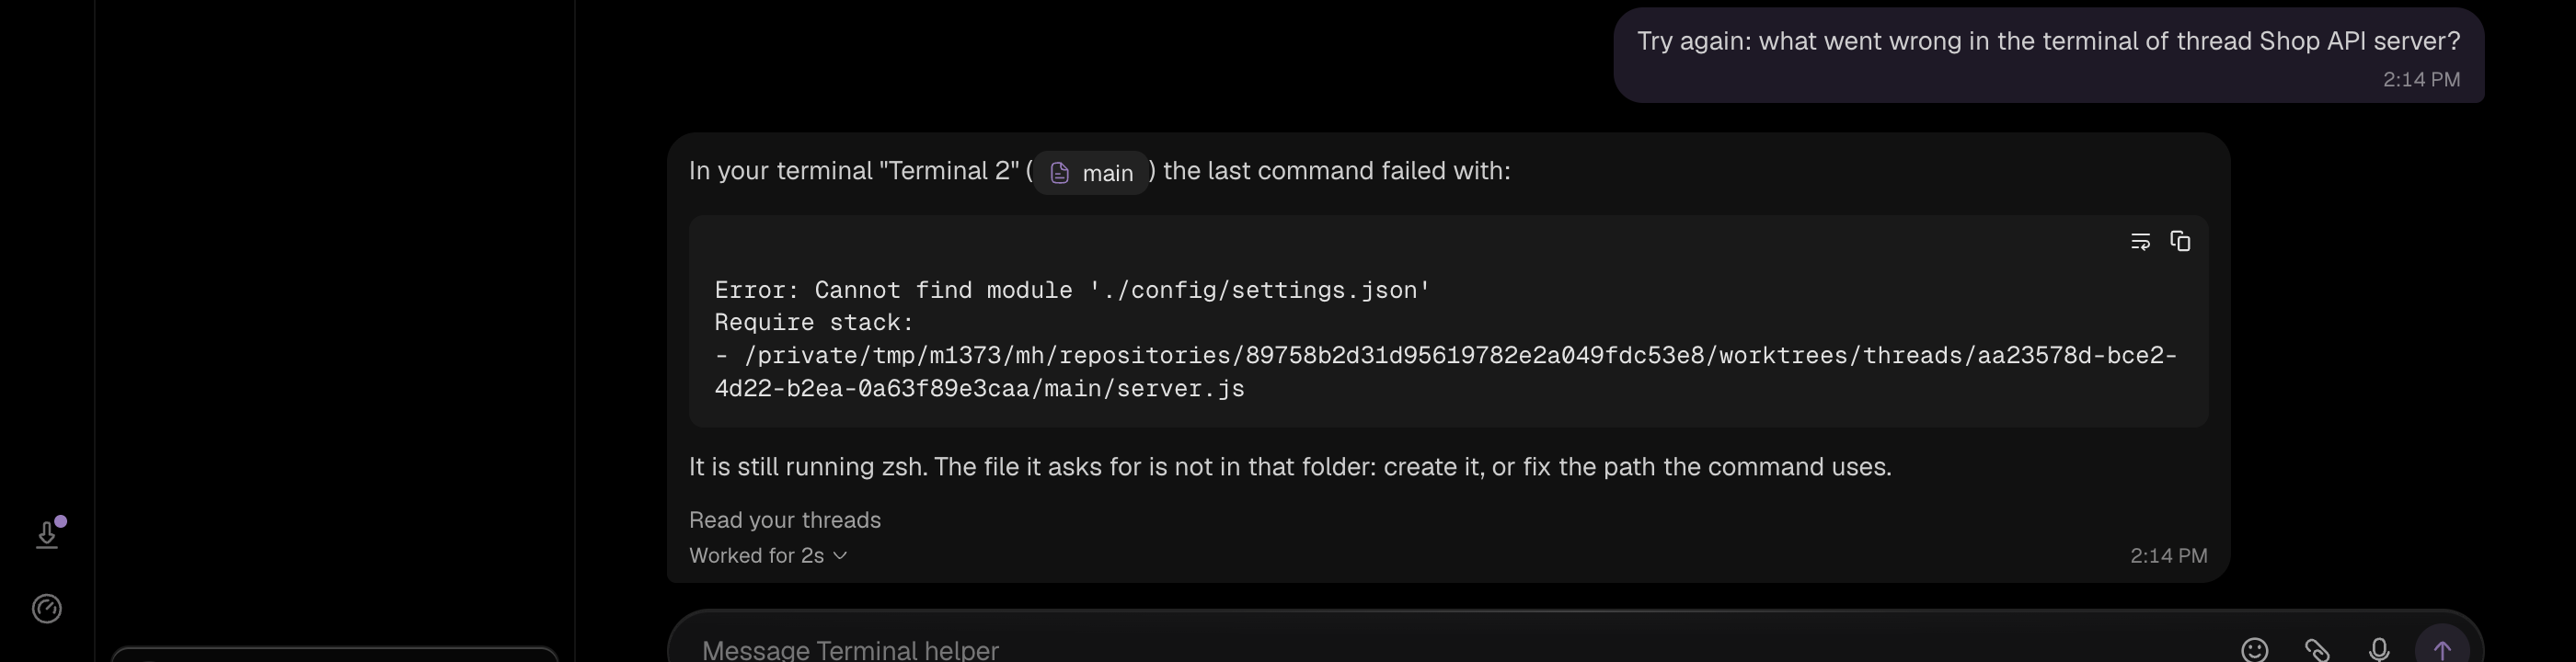 Try again: what went wrong in the terminal of thread Shop API server?
2:14 PM
In your terminal "Terminal 2" ( main ) the last command failed with:
Error: Cannot find module './config/settings.json'
Require stack:
- /private/tmp/m1373/mh/repositories/89758b2d31d95619782e2a049fdc53e8/worktrees/threads/aa23578d-bce2-
4d22-b2ea-0a63f89e3caa/main/server.js
It is still running zsh. The file it asks for is not in that folder: create it, or fix the path the command uses.
Read your threads
Worked for 2s
2:14 PM
Message Terminal helper